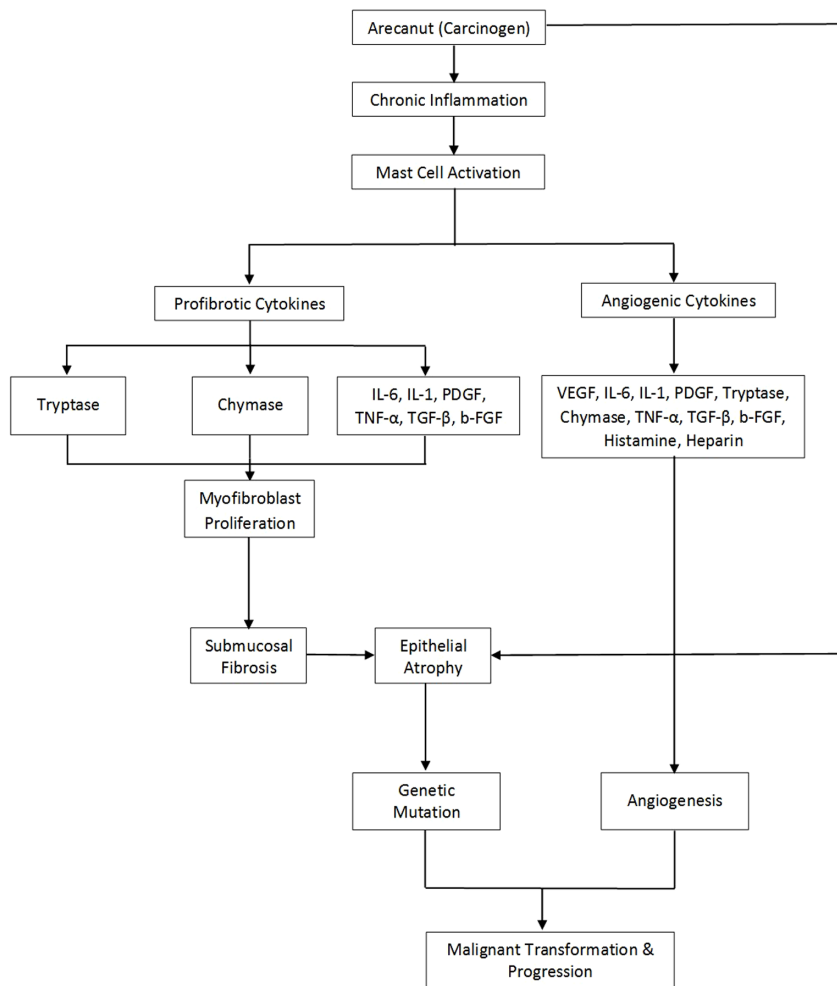 Arecanut (Carcinogen)
Chronic Inflammation
Mast Cell Activation
Profibrotic Cytokines
Angiogenic Cytokines
Tryptase
Chymase
IL-6, IL-1, PDGF,
TNF-α, TGF-β, b-FGF
VEGF, IL-6, IL-1, PDGF, Tryptase,
Chymase, TNF-α, TGF-β, b-FGF,
Histamine, Heparin
Myofibroblast
Proliferation
Submucosal
Fibrosis
Epithelial
Atrophy
Genetic
Mutation
Angiogenesis
Malignant Transformation &
Progression